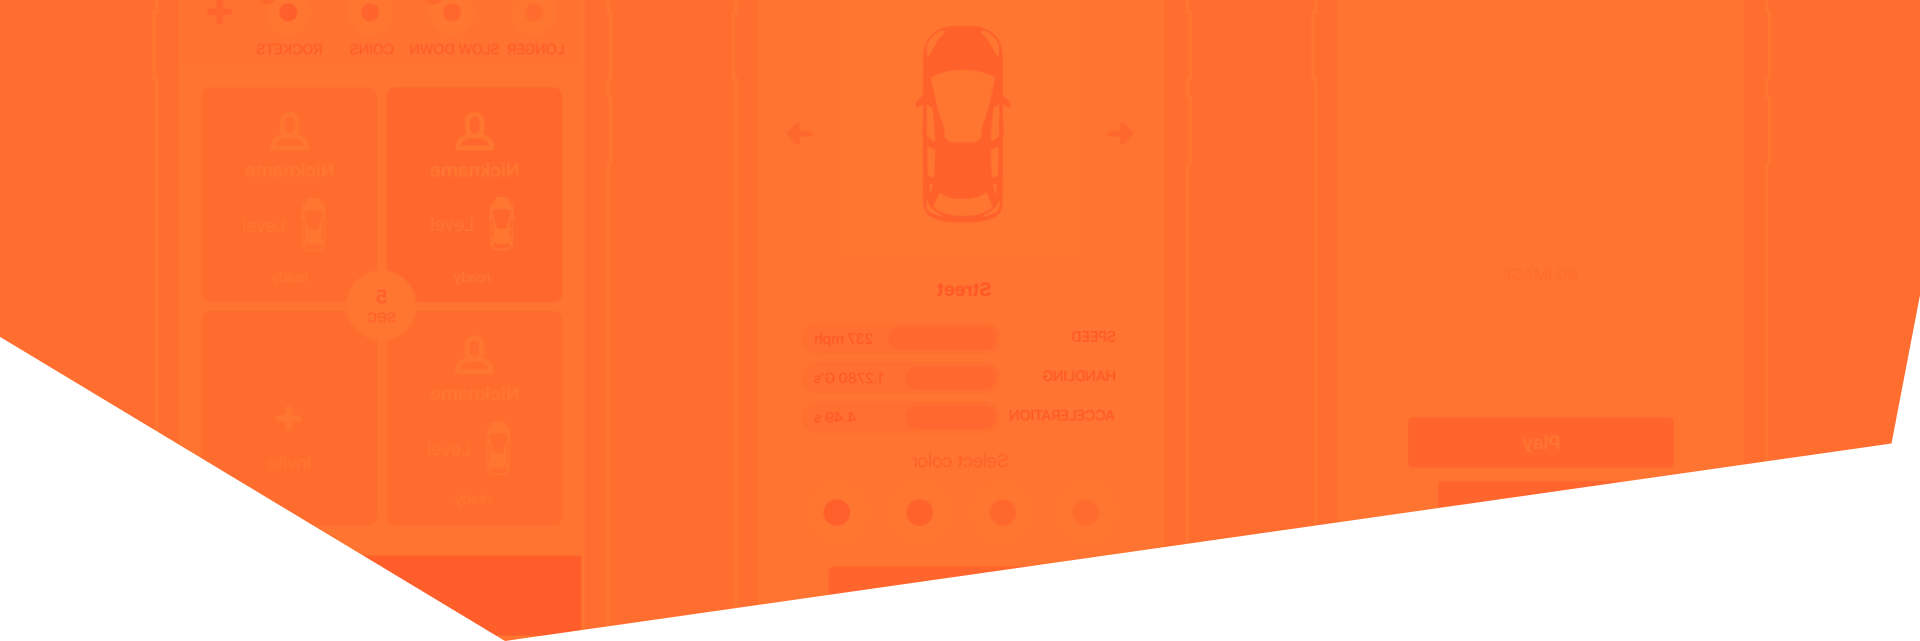 ROCKETS COINS SLOW DOWN LONGER
Nickname
Level
ready
Nickname
Level
ready
5
sec
Invite
Nickname
Level
ready
Street
SPEED
237 mph
HANDLING
1.2780 G's
ACCELERATION
4.49 s
Select color
IMAGE
Play